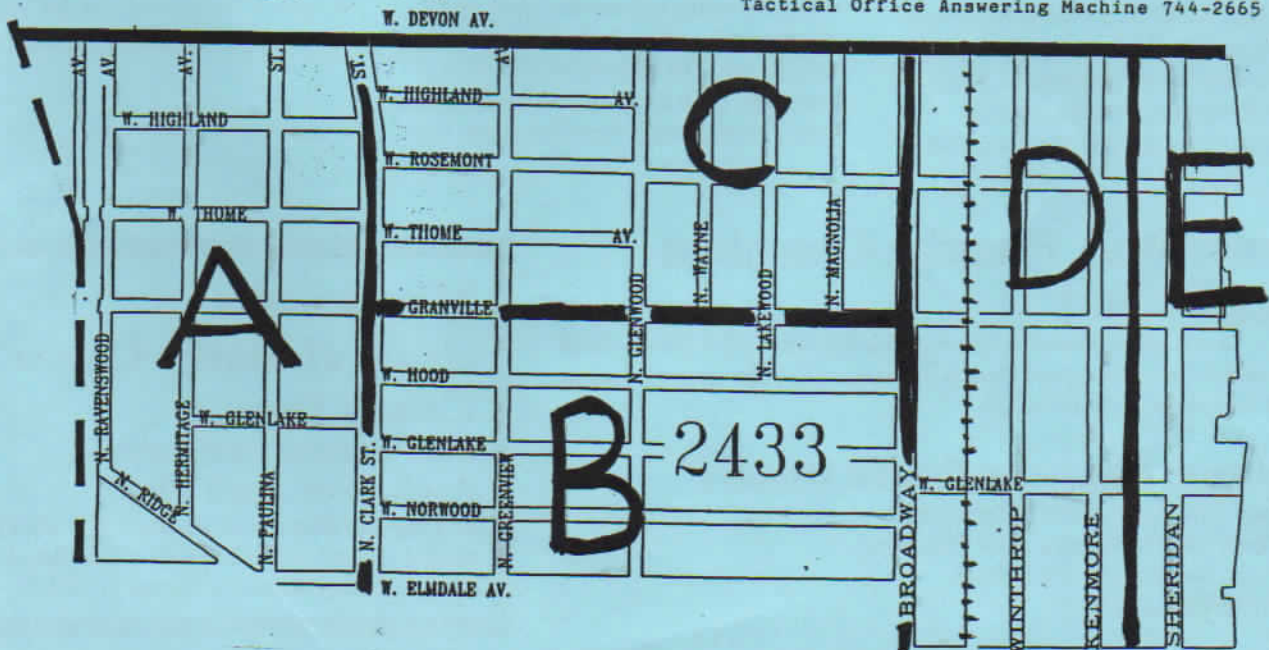 Tactical Office Answering Machine 744-2665
W. DEVON AV.
AV.
AV.
AV.
ST.
ST.
AV
W. HIGHLAND
W. HIGHLAND
AV.
C
W. ROSEMONT
D
E
W. THOME
W. THOME
AV.
N. WAYNE
N. MAGNOLIA
A
GRANVILLE
N. GLENWOOD
N. LAKEWOOD
N. RAVENSWOOD
W. HOOD
N. HERMITAGE
W. GLENLAKE
B
W. GLENLAKE
2433
N. RIDGE
N. PAULINA
N. CLARK ST.
N. GREENVIEW
BROADWAY
W. GLENLAKE
W. NORWOOD
WINTHROP
KENMORE
SHERIDAN
W. ELMDALE AV.